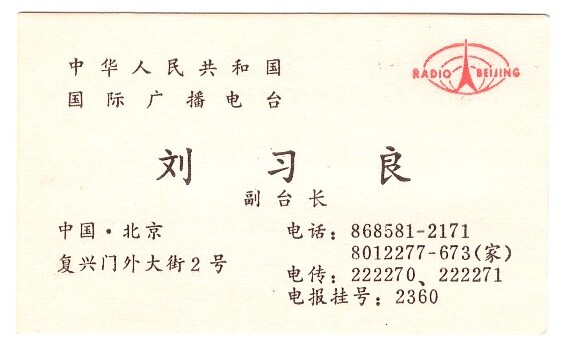 中华人民共和国
国际广播电台
RADIO BEIJING
刘习良
副台长
中国·北京
复兴门外大街2号
电话：868581-2171
8012277-673(家)
电传：222270、222271
电报挂号：2360